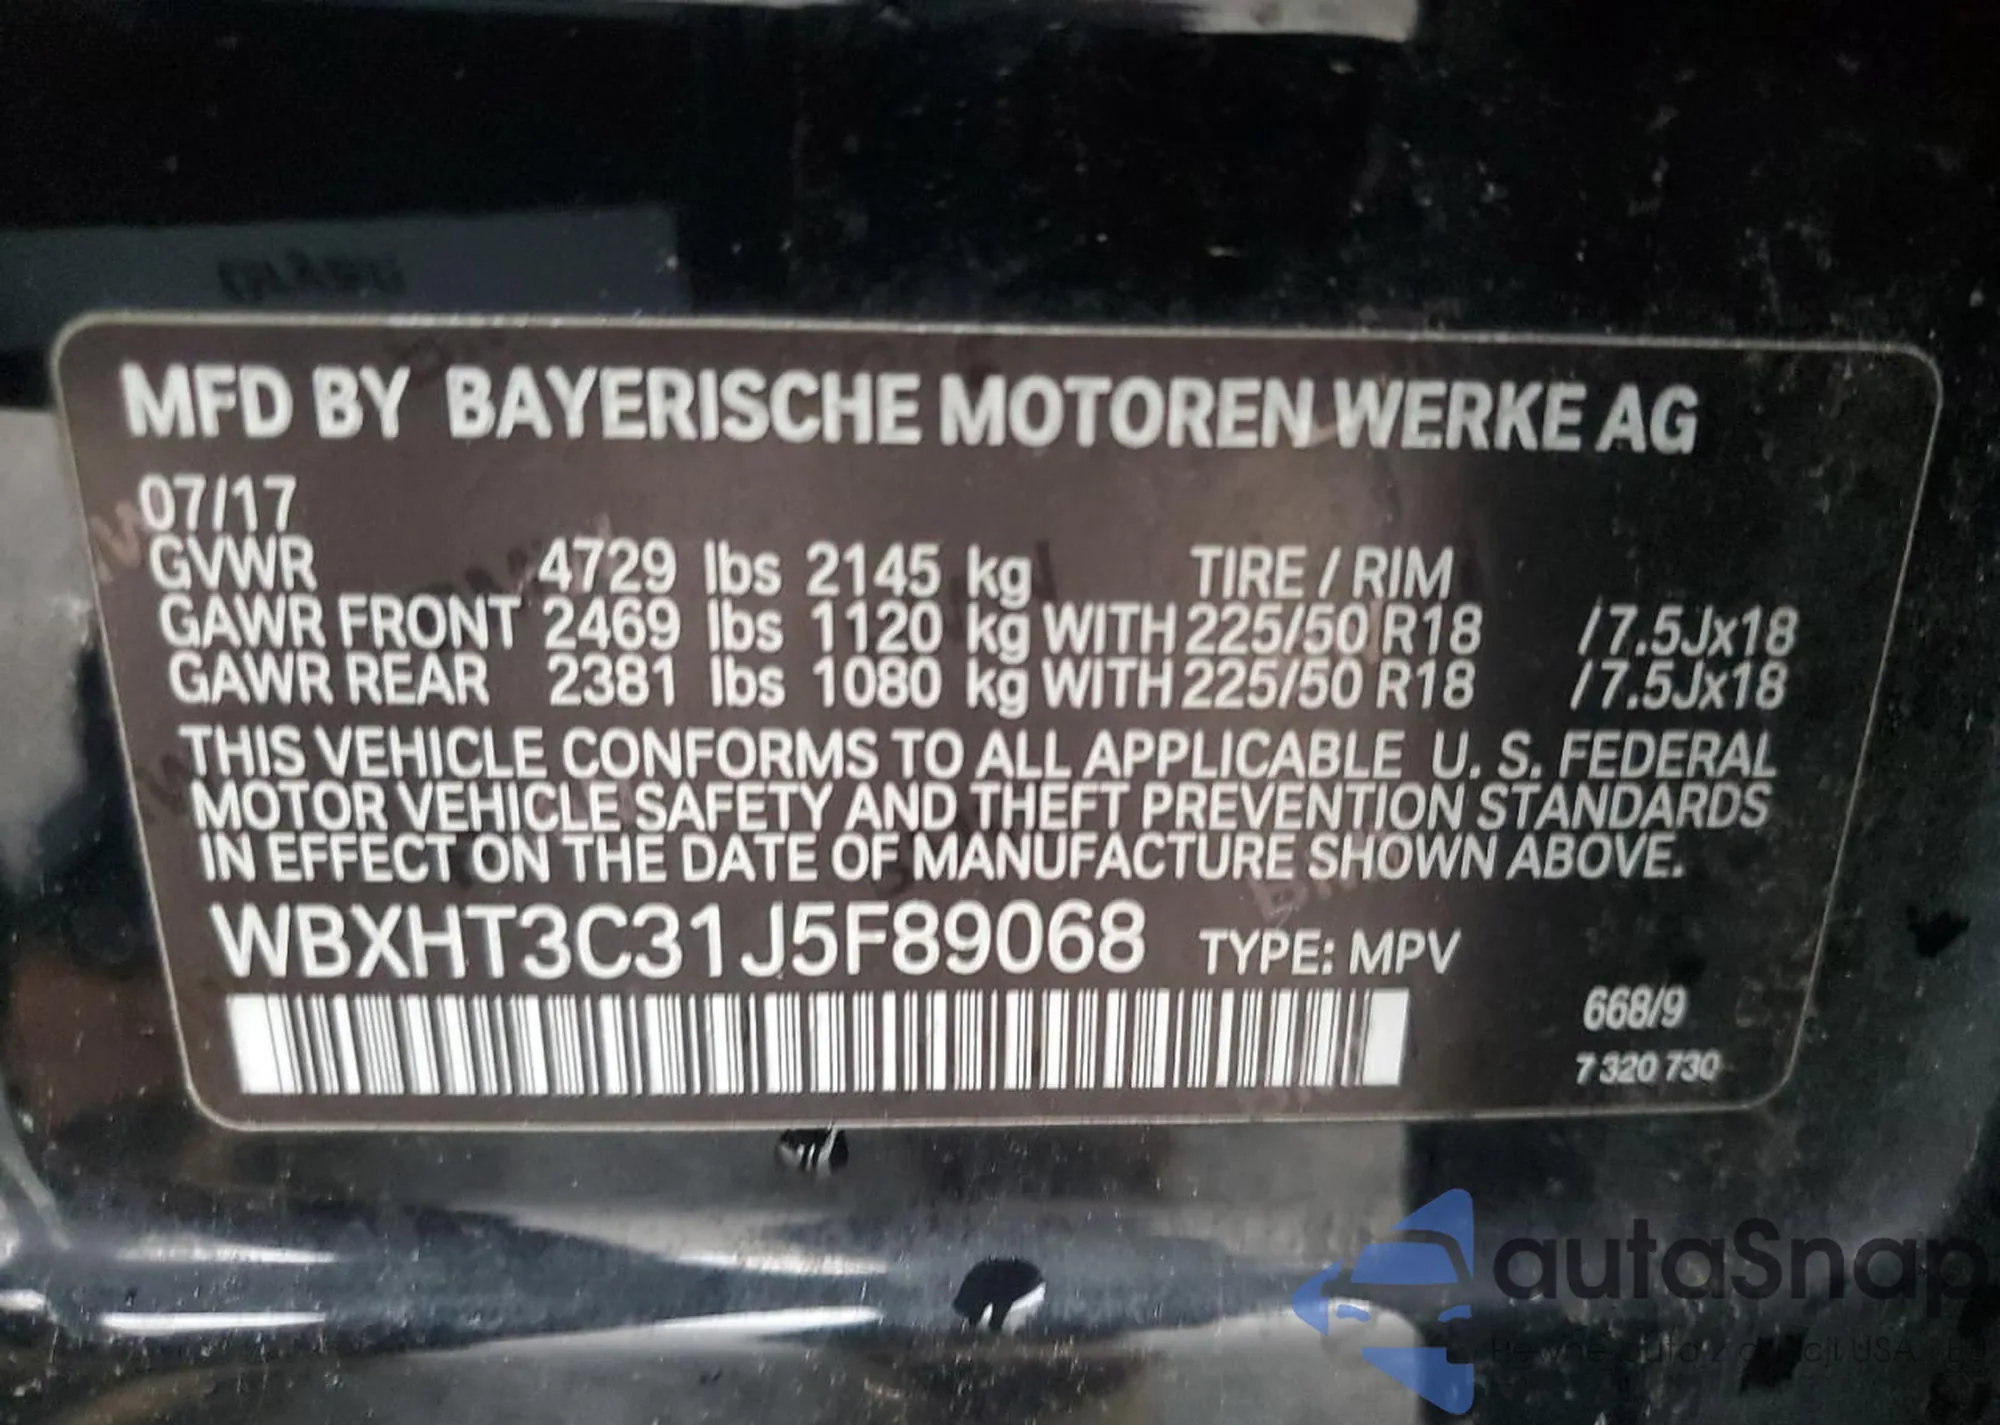 MFD BY BAYERISCHE MOTOREN WERKE AG
07/17
GVWR 4729 lbs 2145 kg TIRE / RIM
GAWR FRONT 2469 lbs 1120 kg WITH 225/50 R18 /7.5Jx18
GAWR REAR 2381 lbs 1080 kg WITH 225/50 R18 /7.5Jx18
THIS VEHICLE CONFORMS TO ALL APPLICABLE U. S. FEDERAL
MOTOR VEHICLE SAFETY AND THEFT PREVENTION STANDARDS
IN EFFECT ON THE DATE OF MANUFACTURE SHOWN ABOVE.
WBXHT3C31J5F89068 TYPE: MPV
668/9
7 320 730
autaSnap